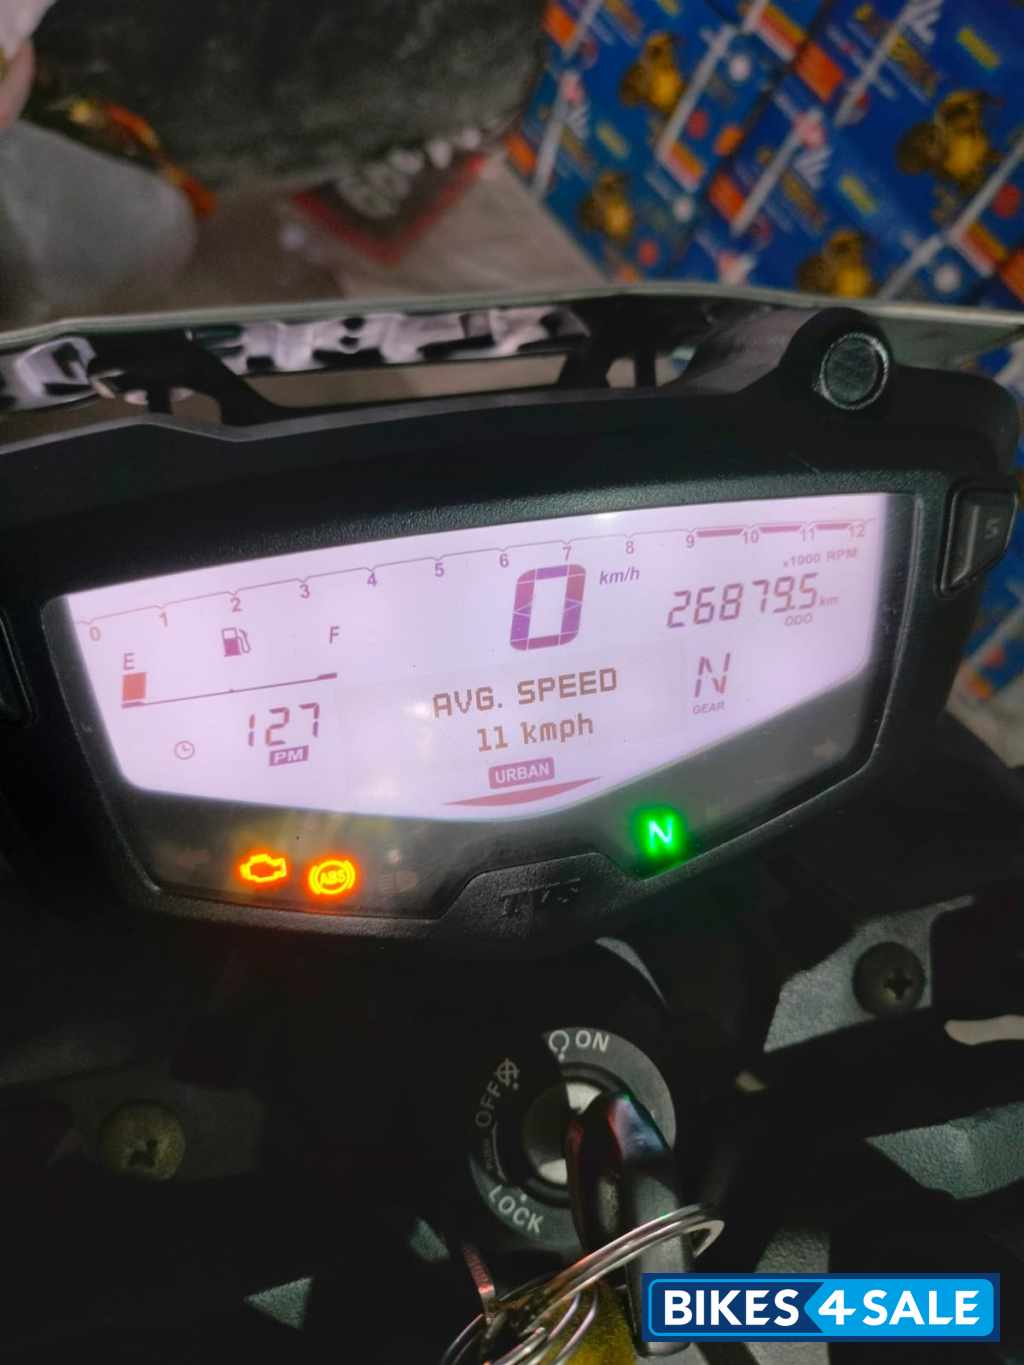 0 1 2 3 4 5 6 7 8 9 10 11 12
x1000 RPM
E F
0 km/h
26879.5 km
ODO
127
PM
AVG. SPEED
11 kmph
URBAN
N
GEAR
S
ABS
N
TVS
ON
OFF
LOCK
BIKES4SALE